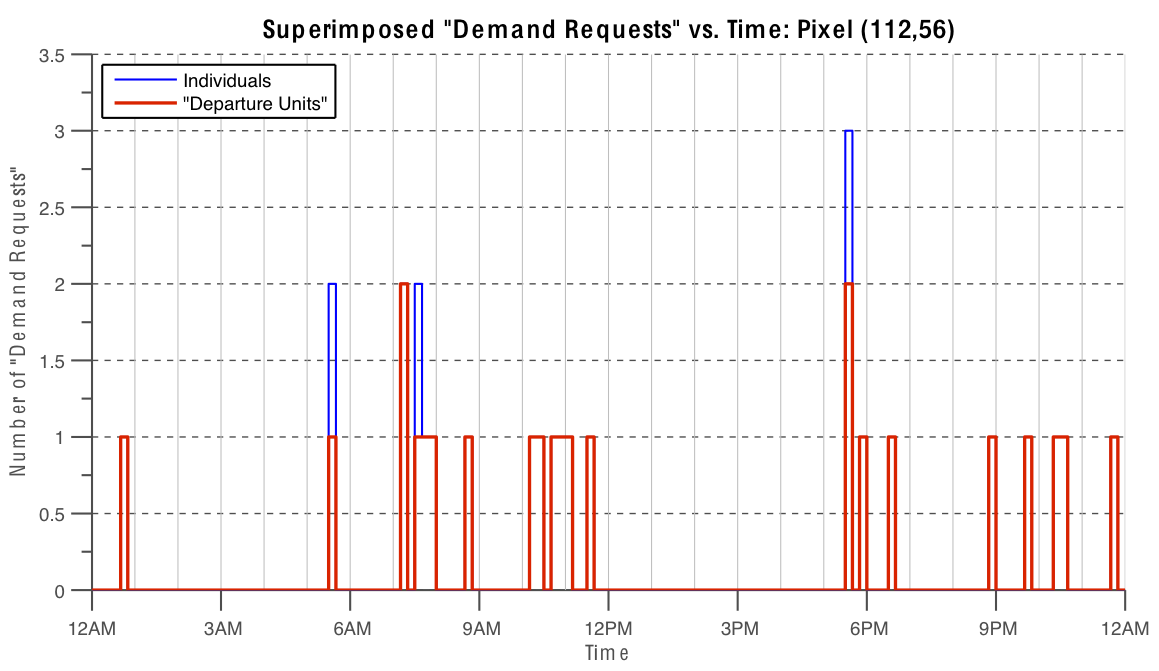 Superimposed "Demand Requests" vs. Time: Pixel (112,56)
Individuals
"Departure Units"
Number of "Demand Requests"
3.5
3
2.5
2
1.5
1
0.5
0
12AM 3AM 6AM 9AM 12PM 3PM 6PM 9PM 12AM
Time